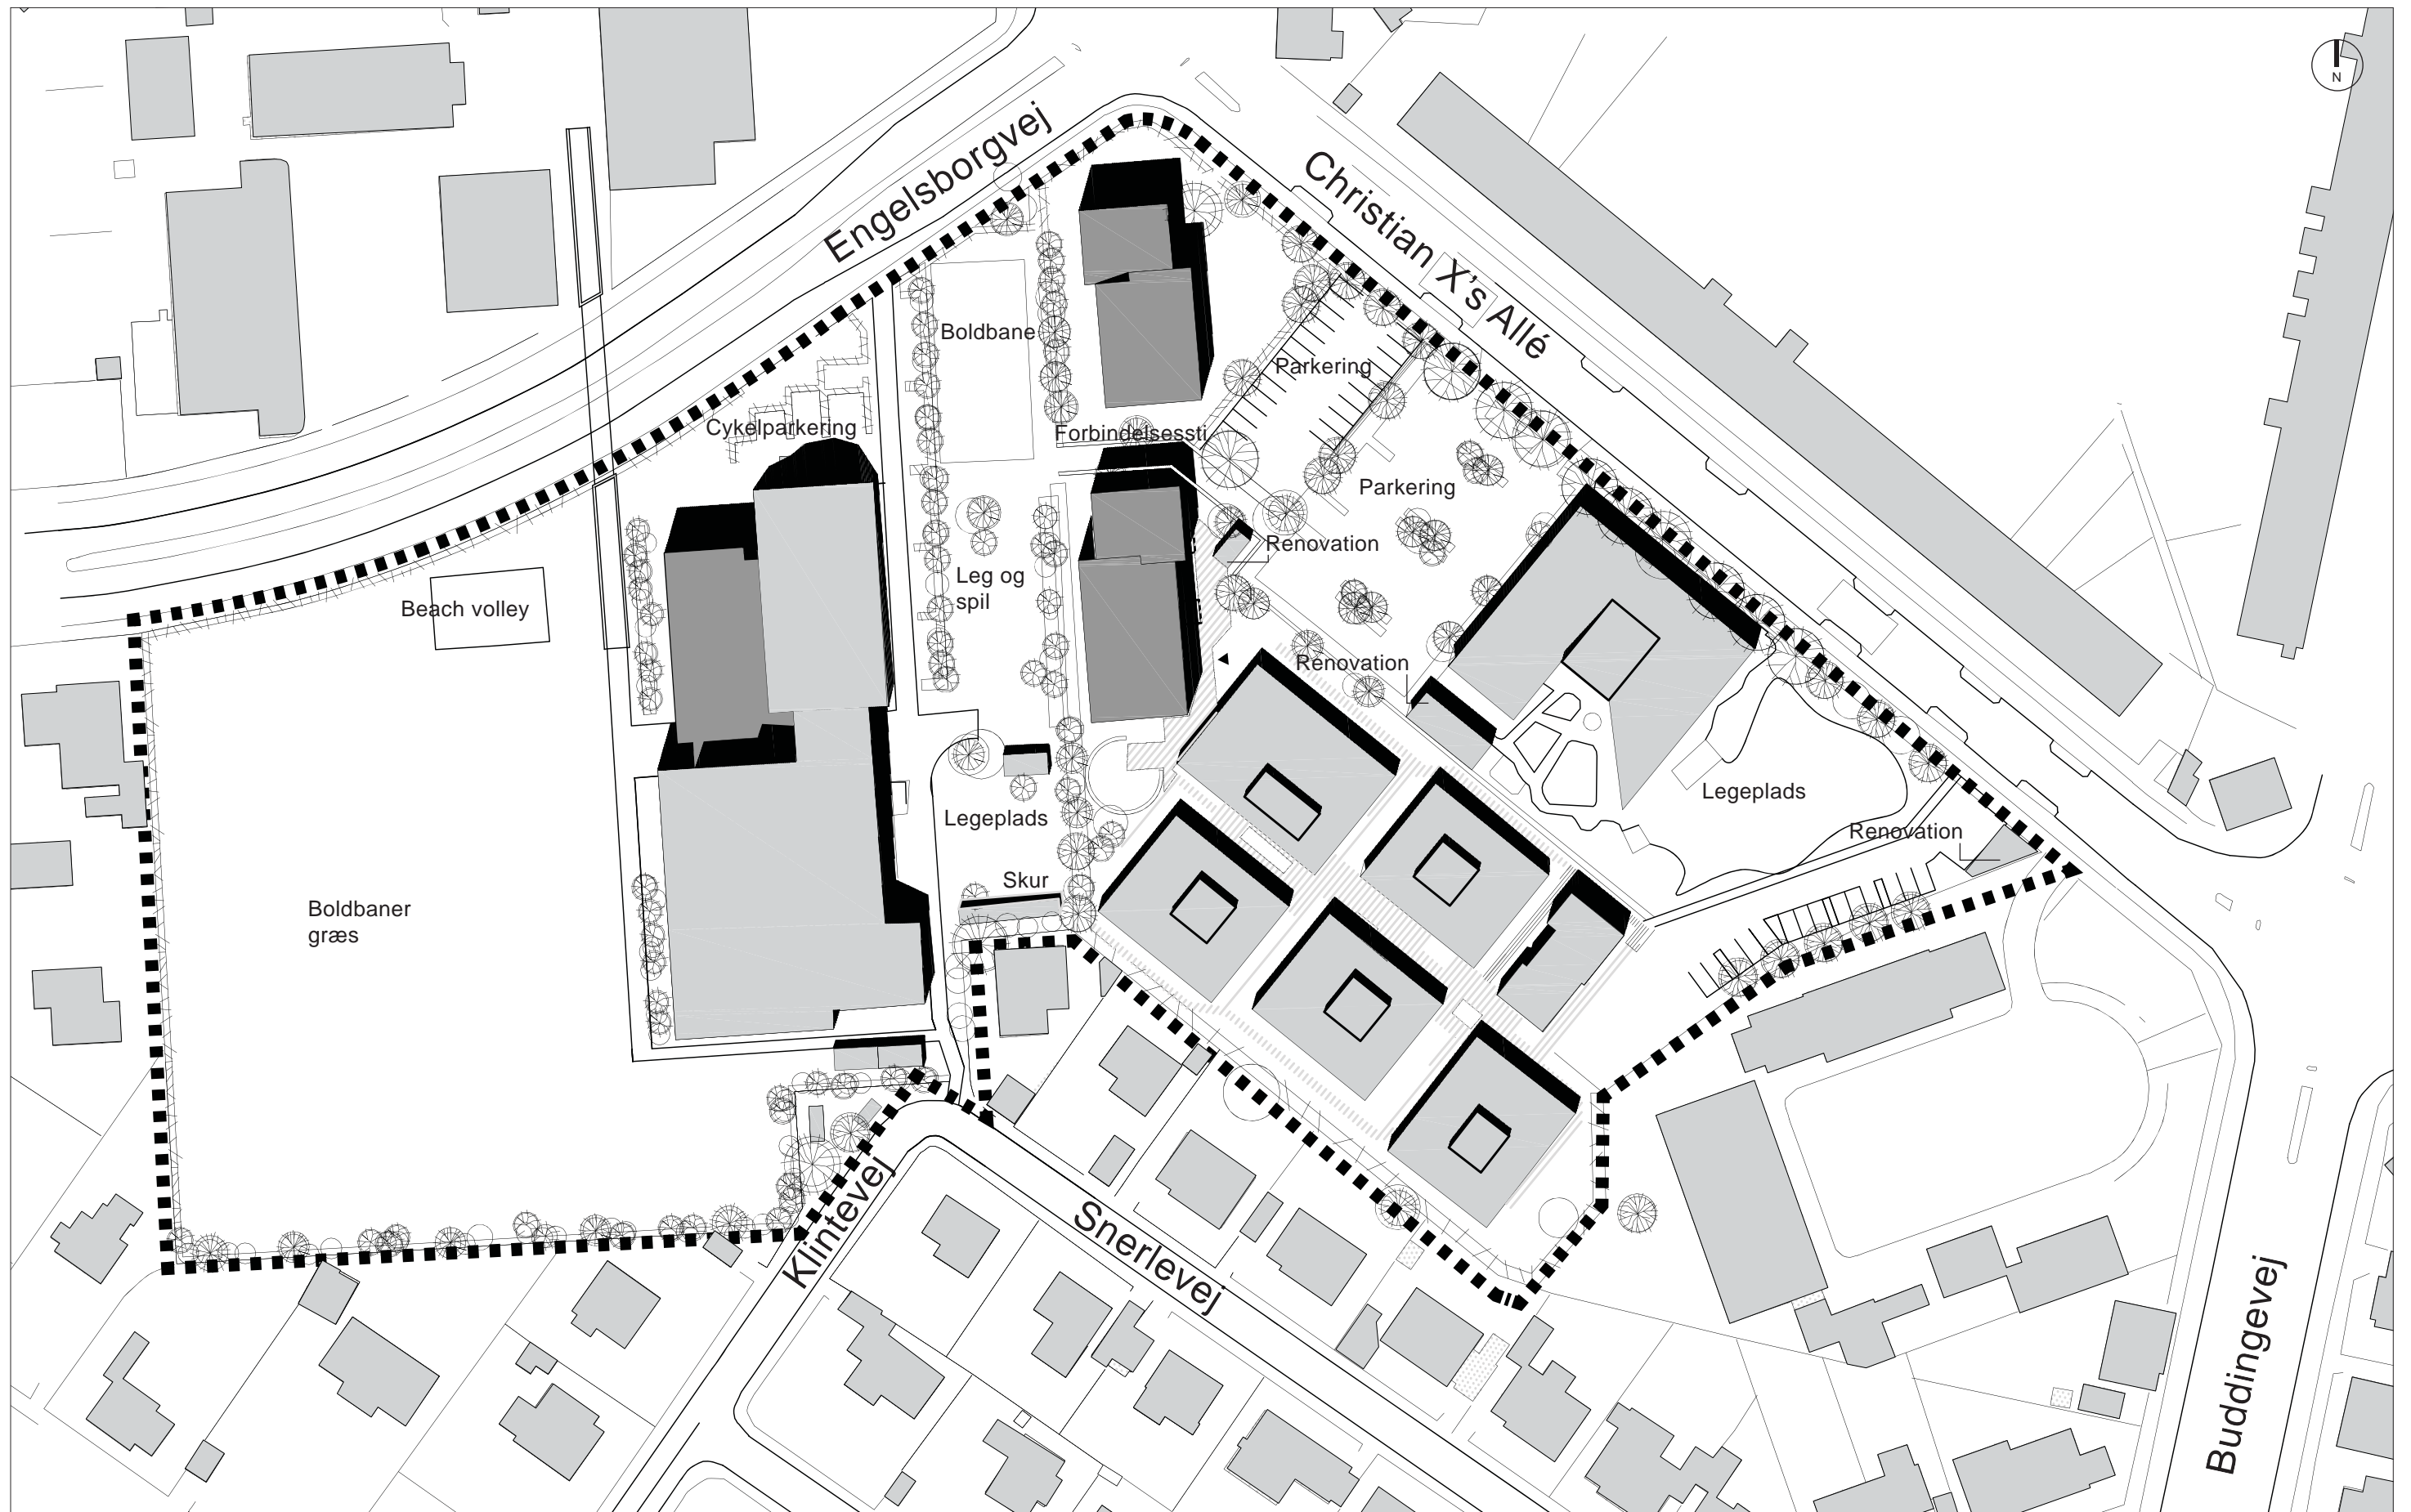 N
Engelsborgvej
Christian X's Allé
Boldbane
Parkering
Cykelparkering
Forbindelsessti
Parkering
Renovation
Leg og
spil
Beach volley
Renovation
Legeplads
Legeplads
Renovation
Skur
Boldbaner
græs
Klintevej
Snerlevej
Buddingevej